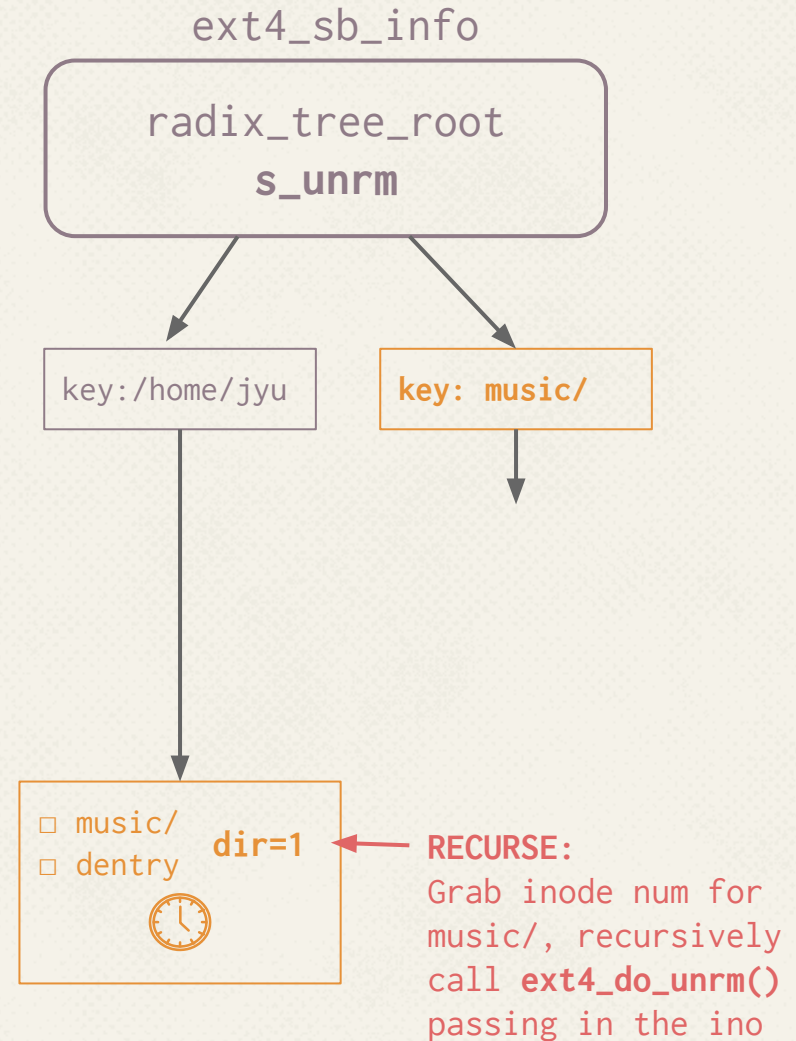 ext4_sb_info
radix_tree_root
s_unrm
key:/home/jyu
key: music/
□ music/
□ dentry
dir=1
RECURSE:
Grab inode num for
music/, recursively
call ext4_do_unrm()
passing in the ino